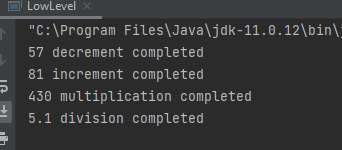 LowLevel
"C:\Program Files\Java\jdk-11.0.12\bin\
57 decrement completed
81 increment completed
430 multiplication completed
5.1 division completed